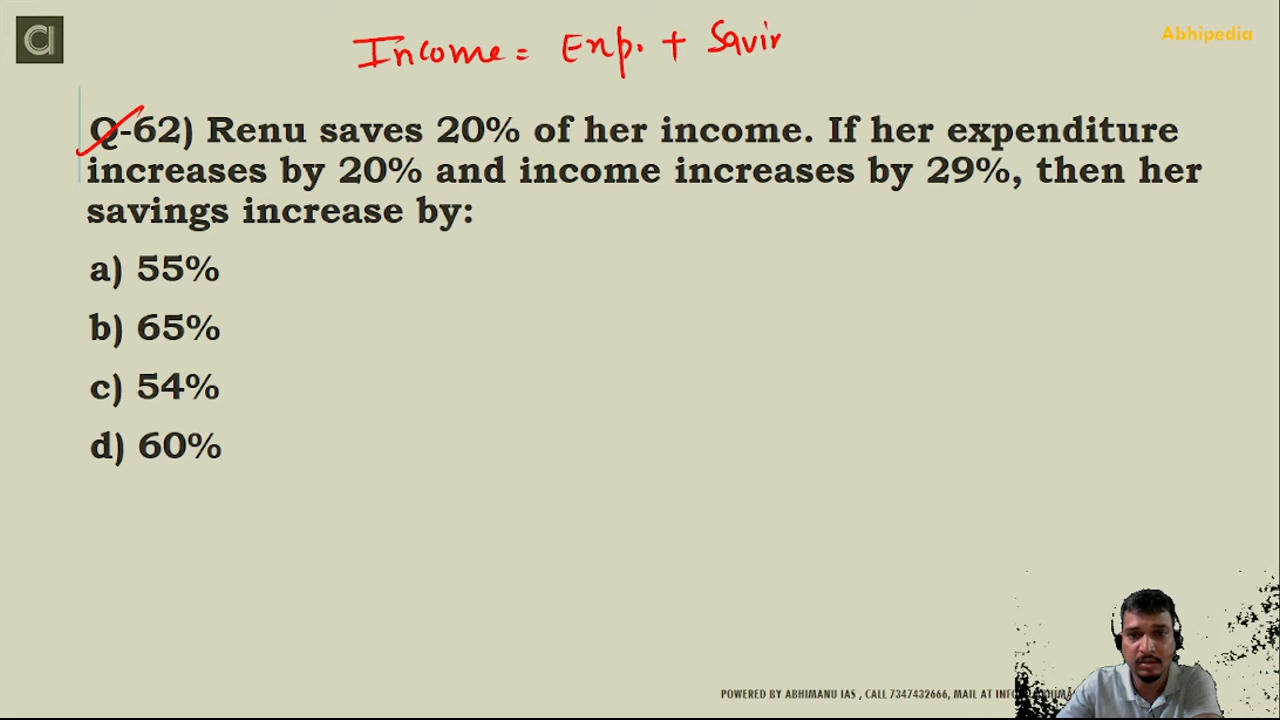 Income = Exp. + Savin
Abhipedia
Q-62) Renu saves 20% of her income. If her expenditure
increases by 20% and income increases by 29%, then her
savings increase by:
a) 55%
b) 65%
c) 54%
d) 60%
POWERED BY ABHIMANU IAS , CALL 7347432666, MAIL AT